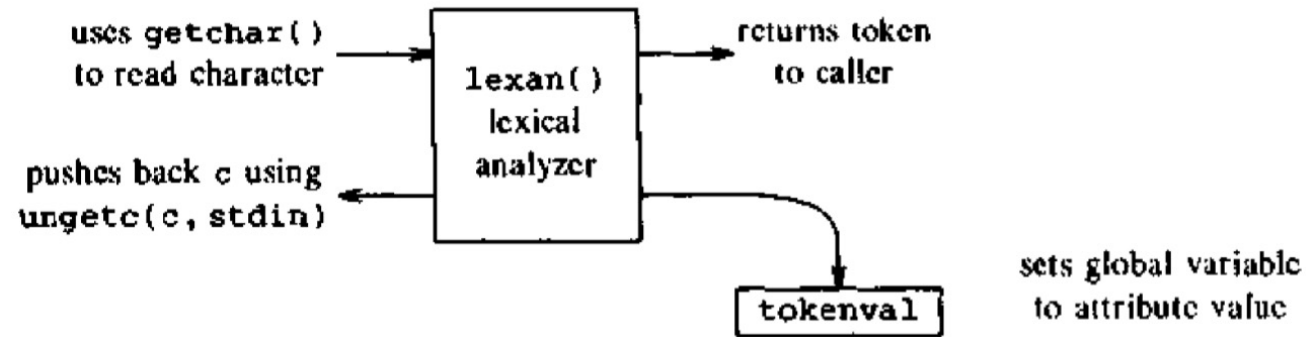 uses getchar()
to read character
lexan()
lexical
analyzer
returns token
to caller
pushes back c using
ungetc(c, stdin)
tokenval
sets global variable
to attribute value